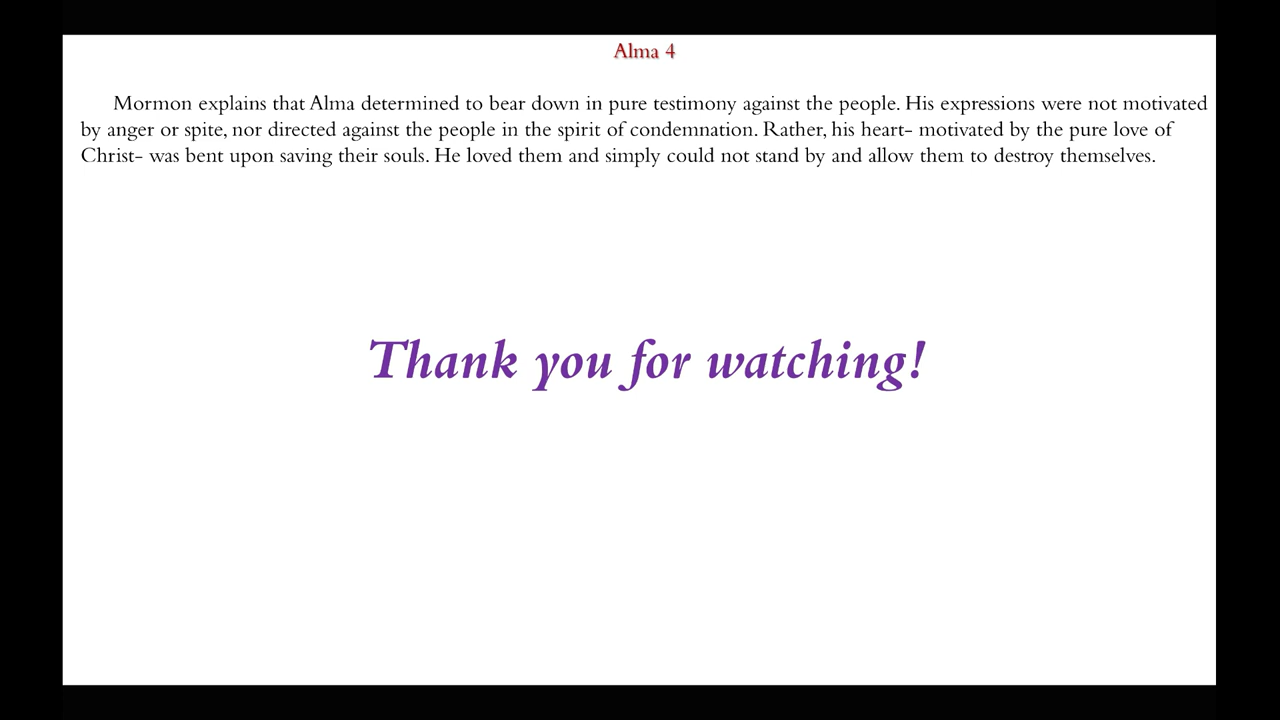 Alma 4
Mormon explains that Alma determined to bear down in pure testimony against the people. His expressions were not motivated
by anger or spite, nor directed against the people in the spirit of condemnation. Rather, his heart- motivated by the pure love of
Christ- was bent upon saving their souls. He loved them and simply could not stand by and allow them to destroy themselves.
Thank you for watching!